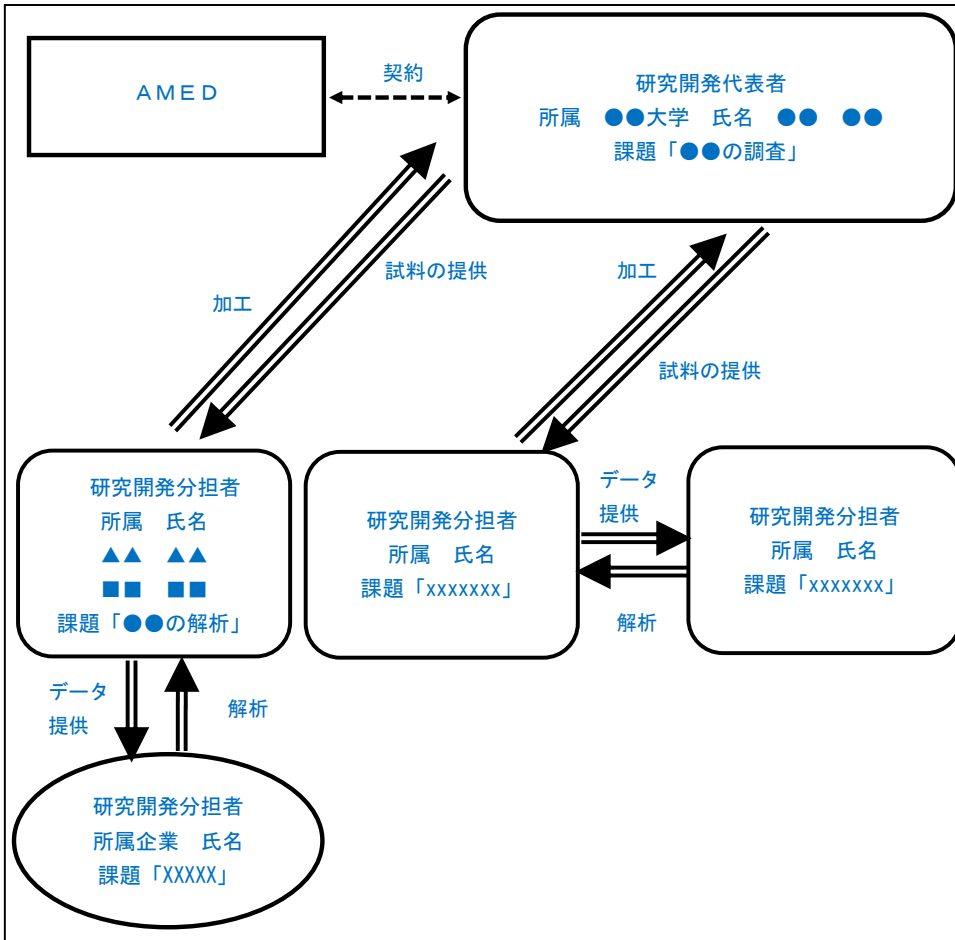 AMED
契約
研究開発代表者
所属　●●大学　氏名　●●　●●
課題「●●の調査」
加工
試料の提供
加工
試料の提供
研究開発分担者
所属　氏名
▲▲　▲▲
■■　■■
課題「●●の解析」
研究開発分担者
所属　氏名
課題「xxxxxxx」
データ
提供
解析
研究開発分担者
所属　氏名
課題「xxxxxxx」
データ
提供
解析
研究開発分担者
所属企業　氏名
課題「XXXXX」